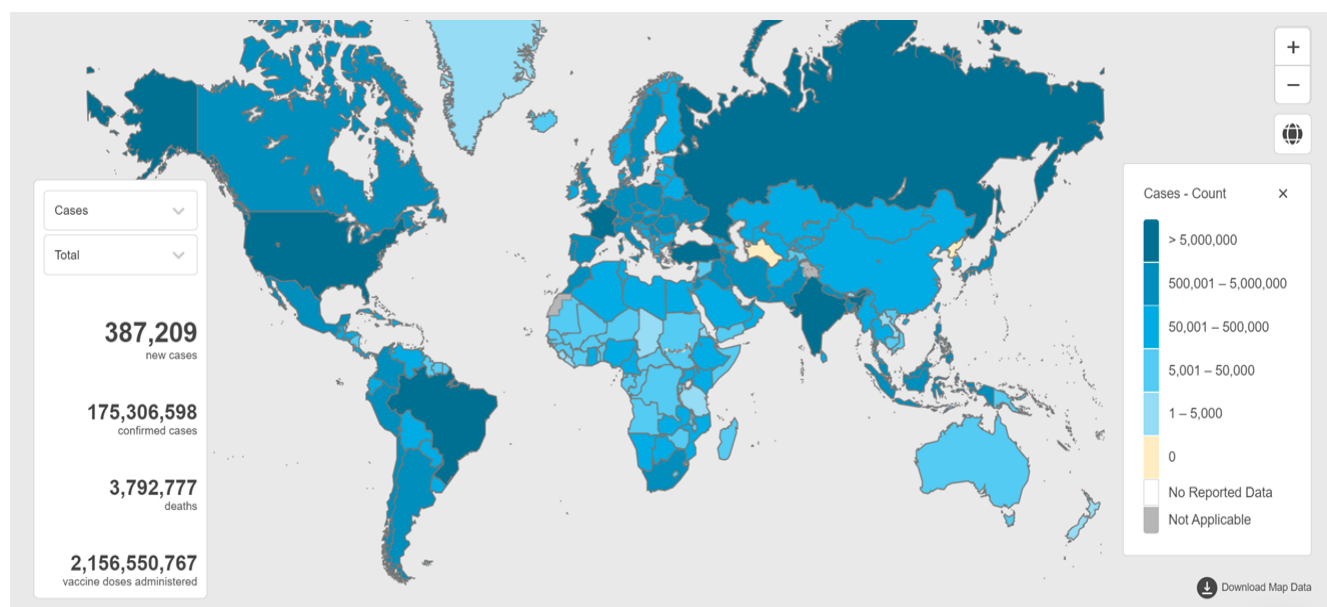 +
−
Cases
Total
387,209
new cases
175,306,598
confirmed cases
3,792,777
deaths
2,156,550,767
vaccine doses administered
Cases - Count ×
> 5,000,000
500,001 – 5,000,000
50,001 – 500,000
5,001 – 50,000
1 – 5,000
0
No Reported Data
Not Applicable
Download Map Data